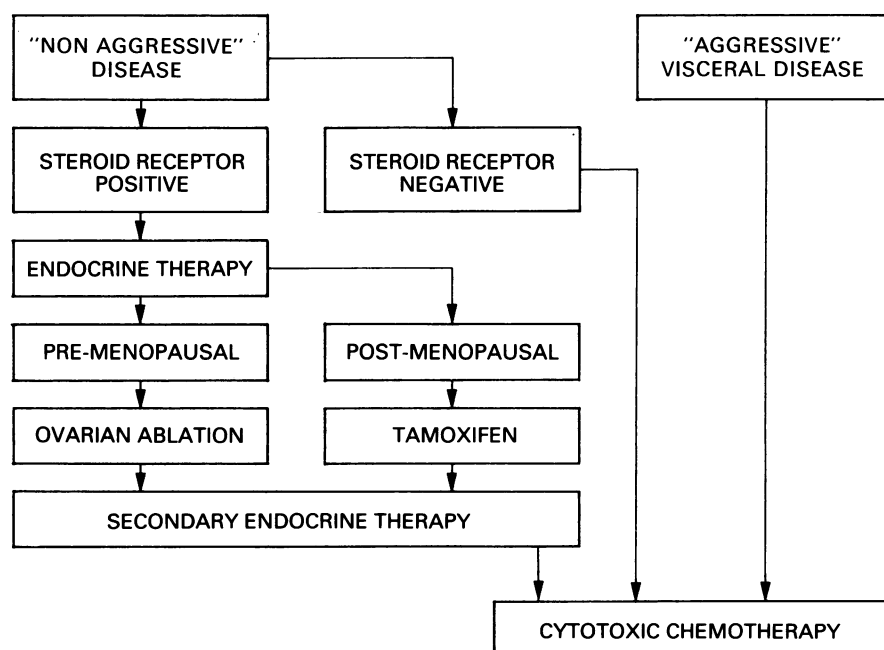 "NON AGGRESSIVE"
DISEASE
"AGGRESSIVE"
VISCERAL DISEASE
STEROID RECEPTOR
POSITIVE
STEROID RECEPTOR
NEGATIVE
ENDOCRINE THERAPY
PRE-MENOPAUSAL
POST-MENOPAUSAL
OVARIAN ABLATION
TAMOXIFEN
SECONDARY ENDOCRINE THERAPY
CYTOTOXIC CHEMOTHERAPY